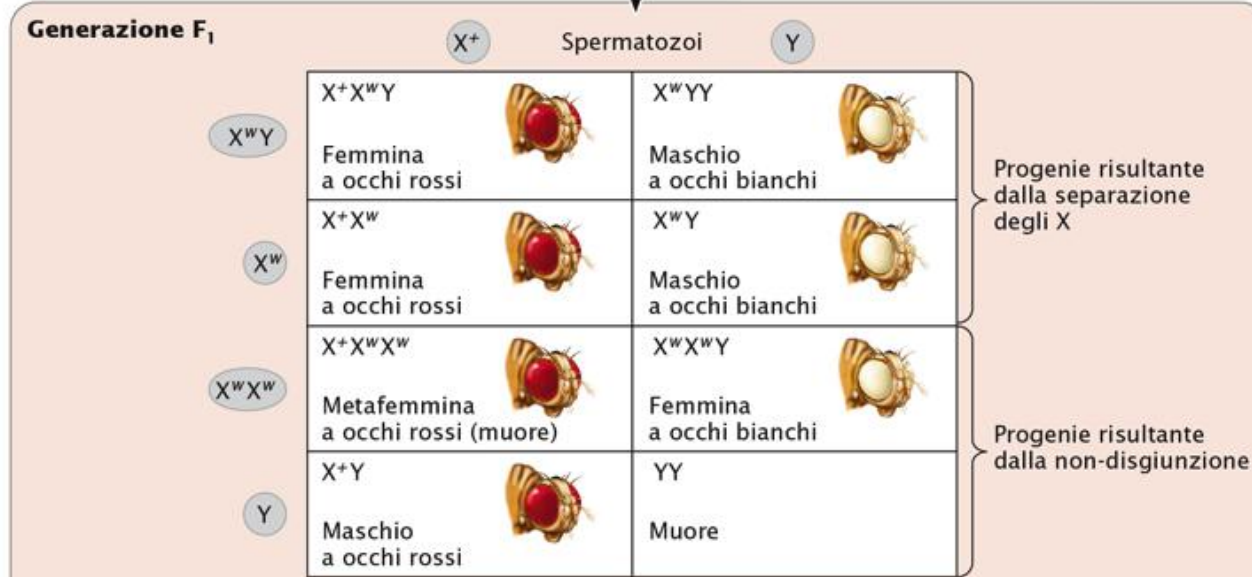 Generazione F₁
X⁺ Spermatozoi Y
XʷY
X⁺XʷY
Femmina
a occhi rossi
XʷYY
Maschio
a occhi bianchi
Xʷ
X⁺Xʷ
Femmina
a occhi rossi
XʷY
Maschio
a occhi bianchi
Progenie risultante
dalla separazione
degli X
XʷXʷ
X⁺XʷXʷ
Metafemmina
a occhi rossi (muore)
XʷXʷY
Femmina
a occhi bianchi
Y
X⁺Y
Maschio
a occhi rossi
YY
Muore
Progenie risultante
dalla non-disgiunzione